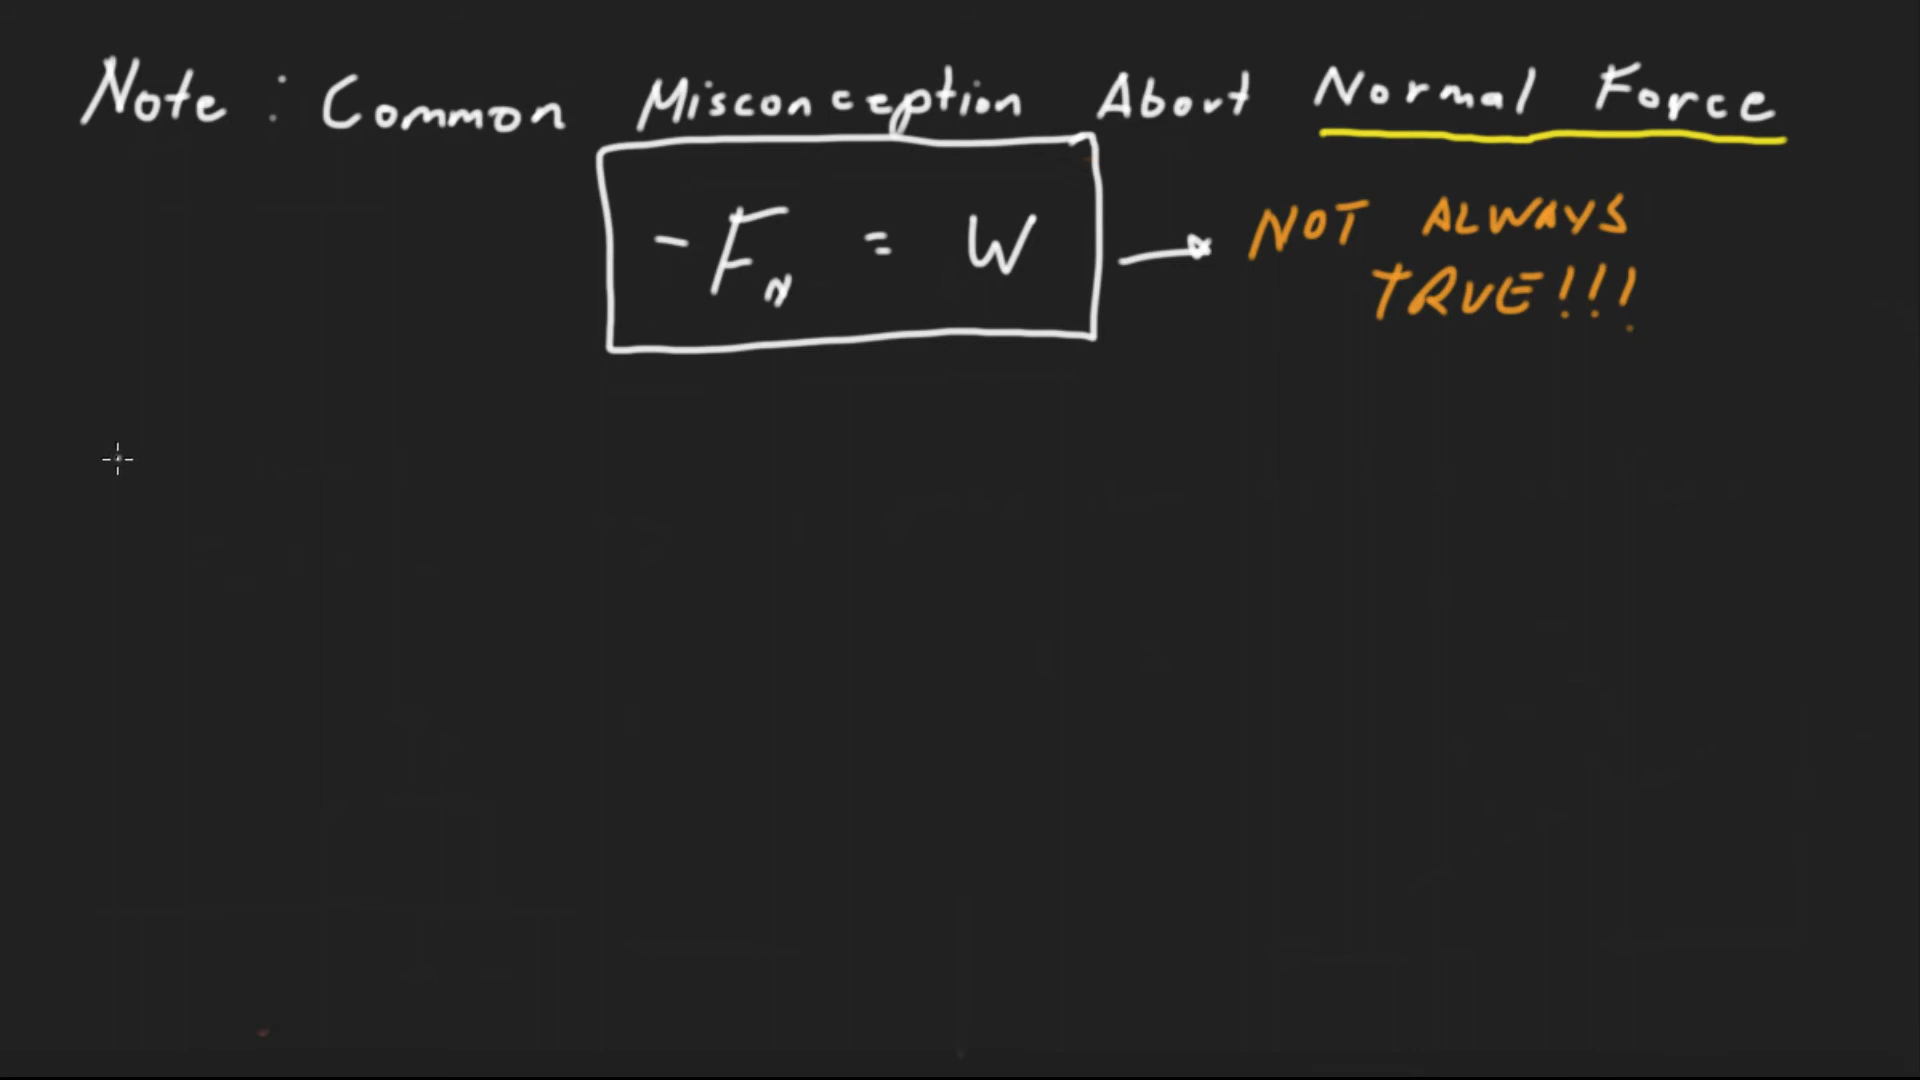 Note : Common Misconception About Normal Force
- F_N = W → NOT ALWAYS
TRUE!!!